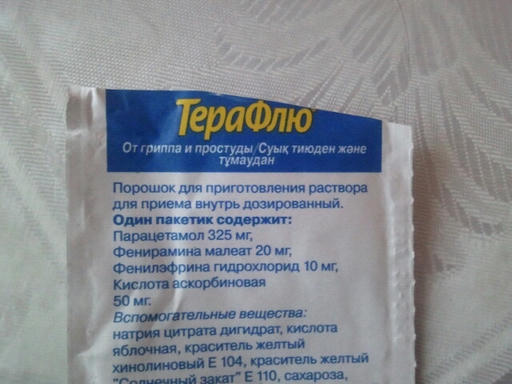 ТераФлю
От гриппа и простуды/Суық тиюден және
тұмаудан
Порошок для приготовления раствора
для приема внутрь дозированный.
Один пакетик содержит:
Парацетамол 325 мг,
Фенирамина малеат 20 мг,
Фенилэфрина гидрохлорид 10 мг,
Кислота аскорбиновая
50 мг.
Вспомогательные вещества:
натрия цитрата дигидрат, кислота
яблочная, краситель желтый
хинолиновый Е 104, краситель желтый
"Солнечный закат" Е 110, сахароза,